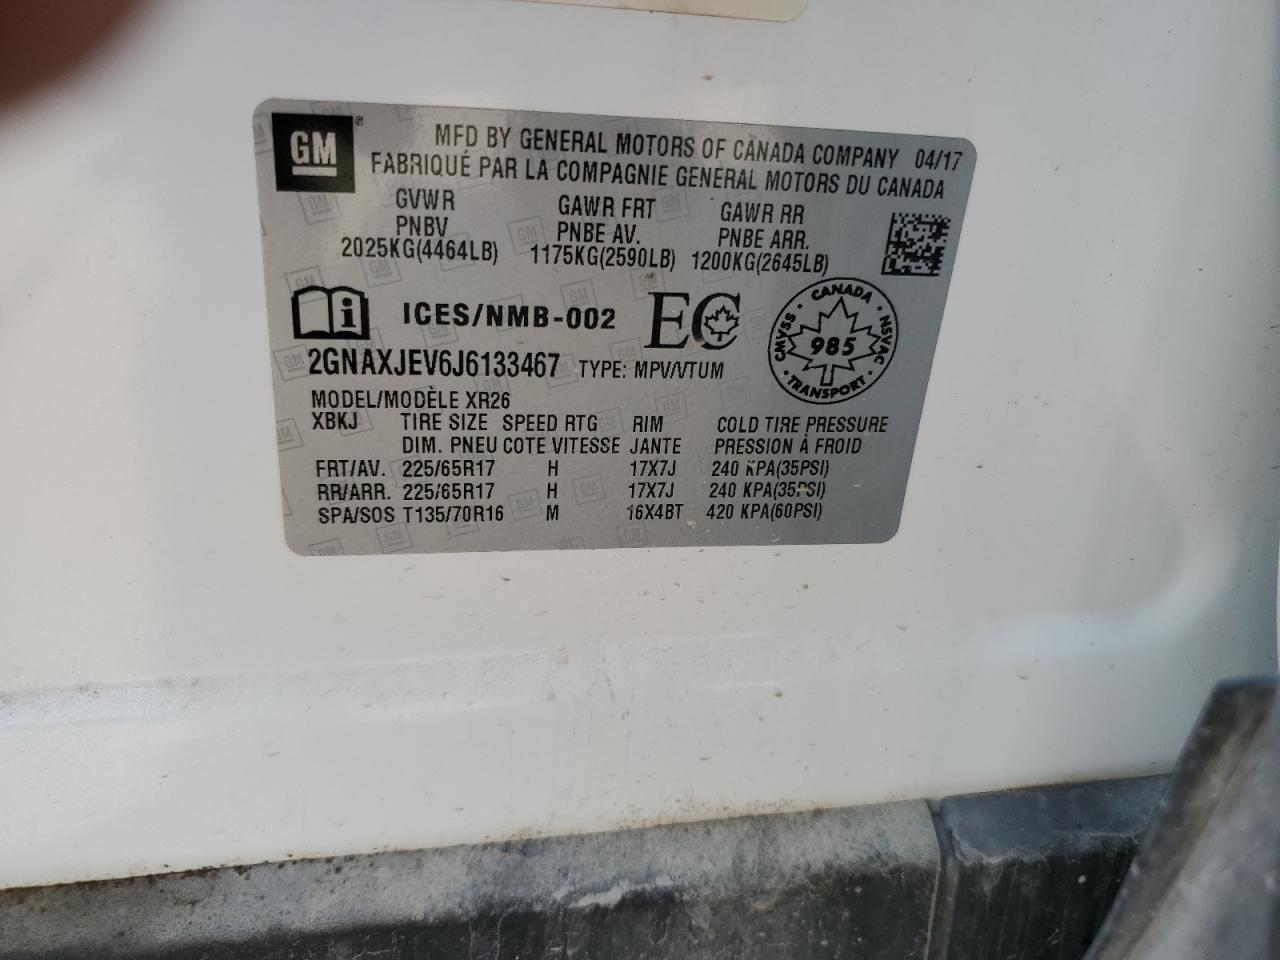 GM ®
MFD BY GENERAL MOTORS OF CANADA COMPANY 04/17
FABRIQUÉ PAR LA COMPAGNIE GENERAL MOTORS DU CANADA
GVWR GAWR FRT GAWR RR
PNBV PNBE AV. PNBE ARR.
2025KG(4464LB) 1175KG(2590LB) 1200KG(2645LB)
ICES/NMB-002 EC
CANADA
CMVSS 985 NSVAC
TRANSPORT
2GNAXJEV6J6133467 TYPE: MPV/VTUM
MODEL/MODÈLE XR26
XBKJ TIRE SIZE SPEED RTG RIM COLD TIRE PRESSURE
DIM. PNEU COTE VITESSE JANTE PRESSION À FROID
FRT/AV. 225/65R17 H 17X7J 240 KPA(35PSI)
RR/ARR. 225/65R17 H 17X7J 240 KPA(35PSI)
SPA/SOS T135/70R16 M 16X4BT 420 KPA(60PSI)